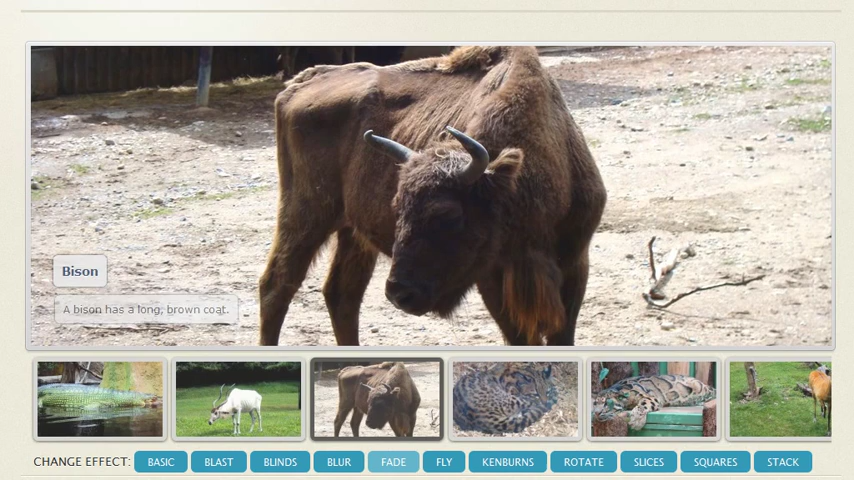 Bison
A bison has a long, brown coat.
CHANGE EFFECT: BASIC BLAST BLINDS BLUR FADE FLY KENBURNS ROTATE SLICES SQUARES STACK